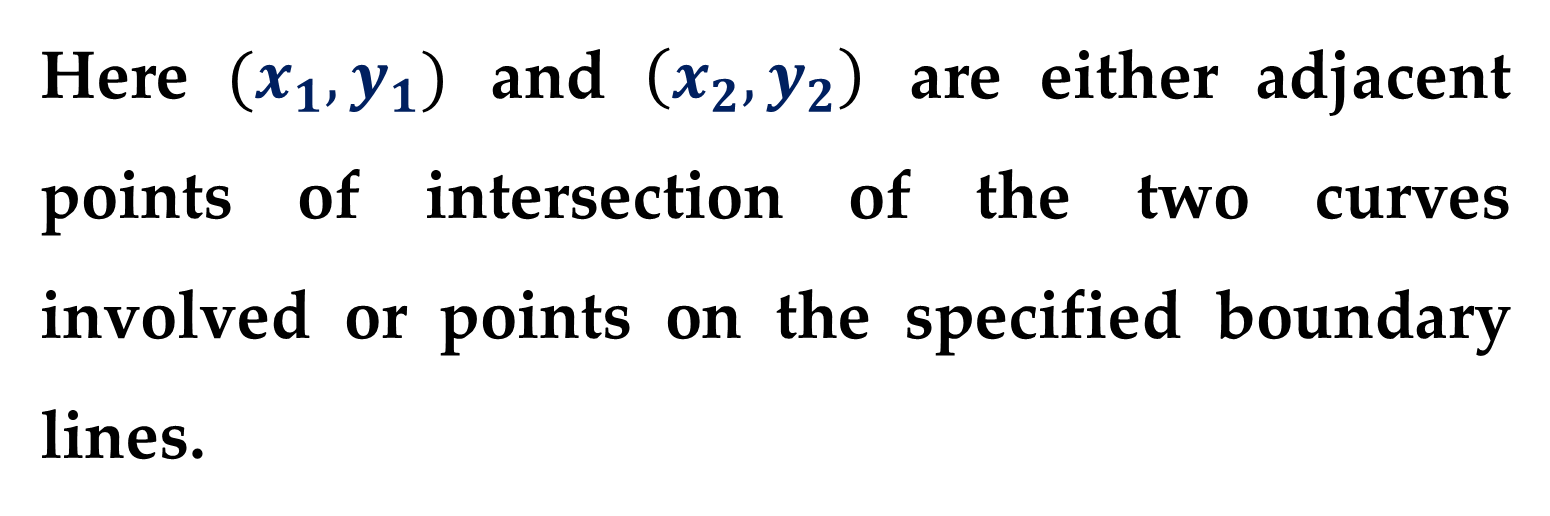 Here (x₁, y₁) and (x₂, y₂) are either adjacent
points of intersection of the two curves
involved or points on the specified boundary
lines.